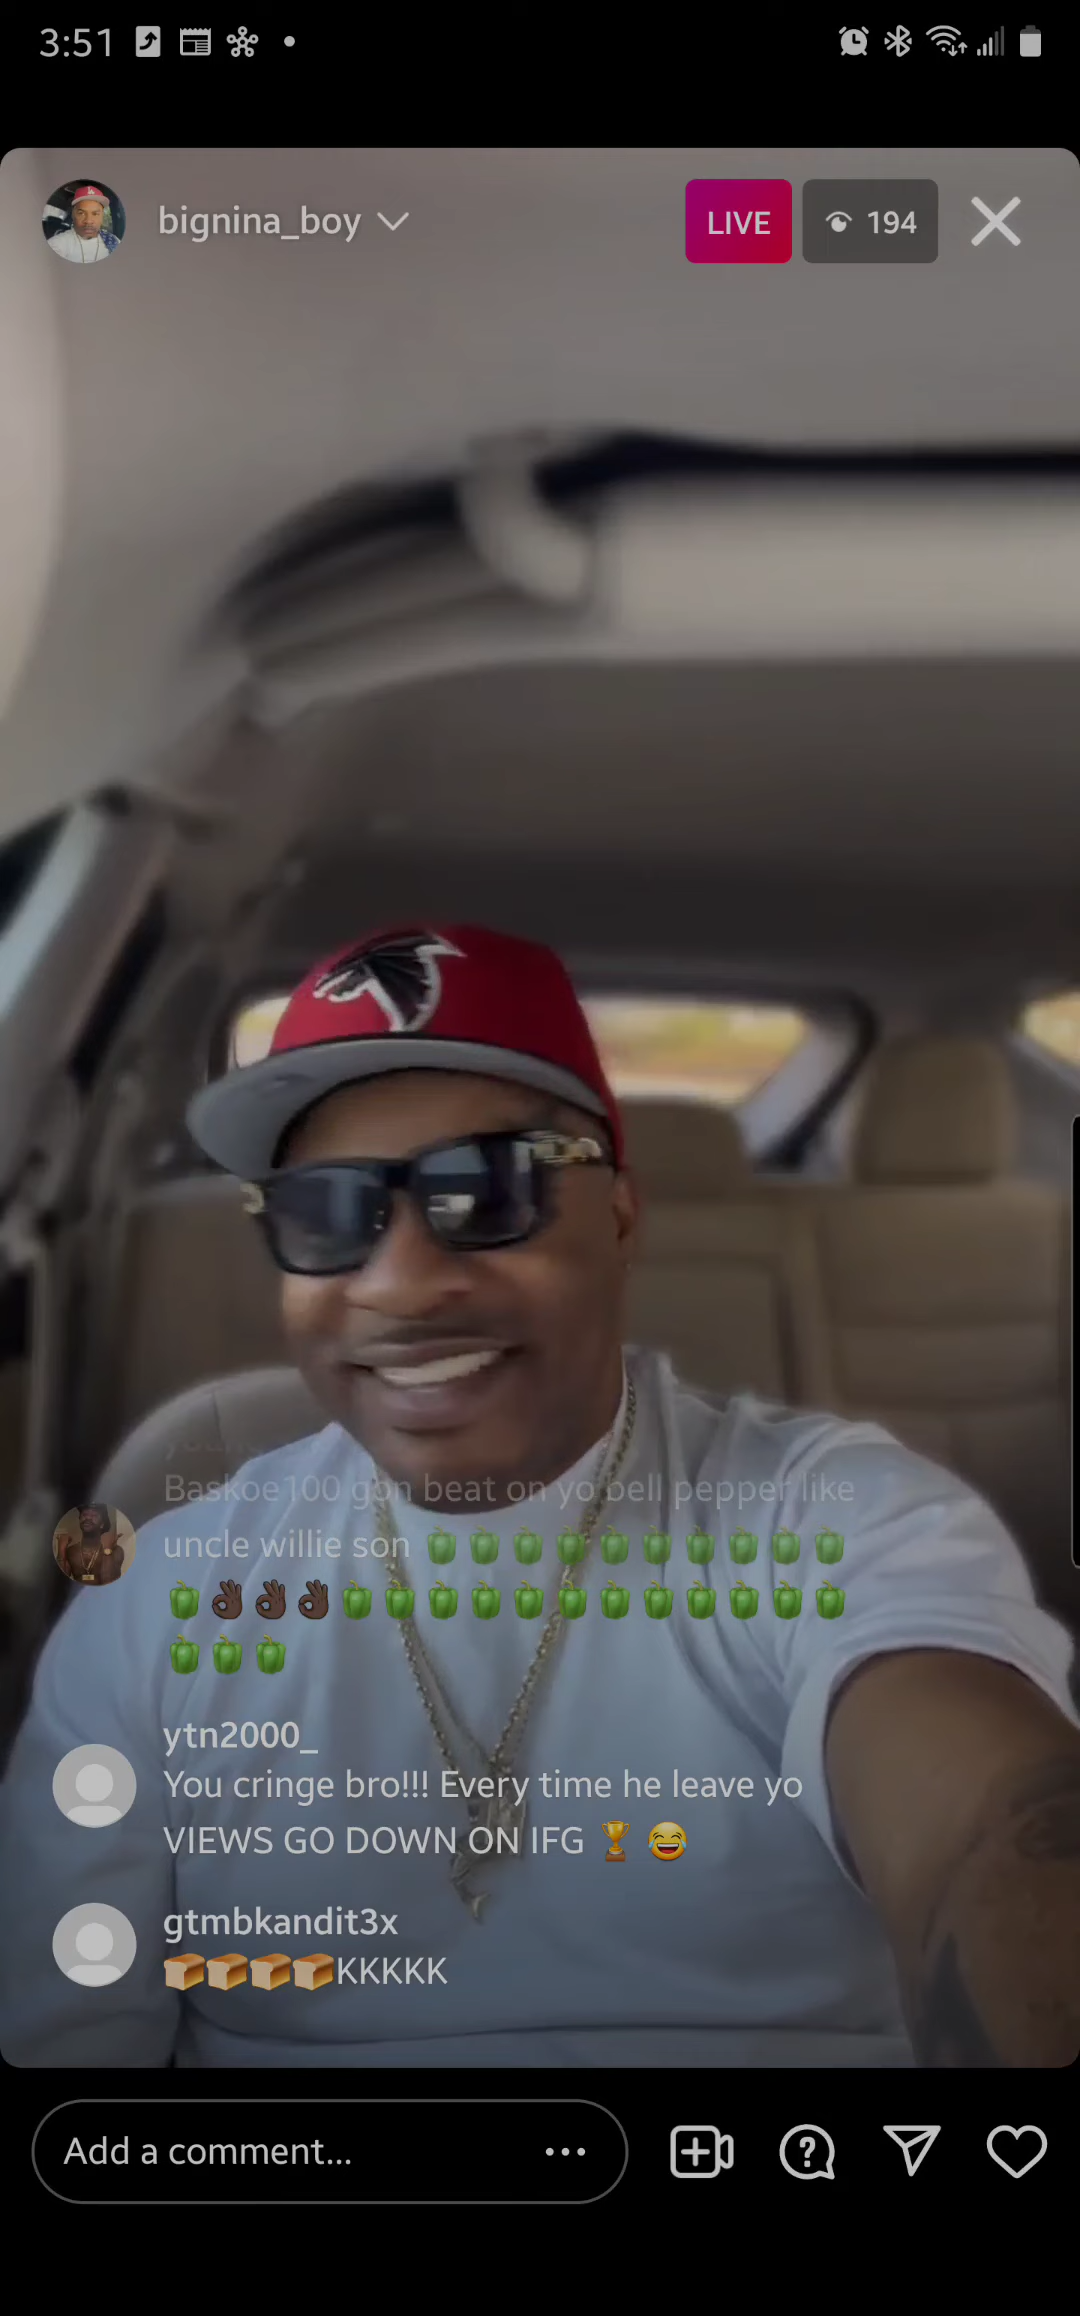 3:51
bignina_boy
LIVE
194
Baskoe100 gon beat on yo bell pepper like
uncle willie son 🫑🫑🫑🫑🫑🫑🫑🫑🫑🫑
🫑👌🏿👌🏿👌🏿🫑🫑🫑🫑🫑🫑🫑🫑🫑🫑🫑🫑
🫑🫑🫑
ytn2000_
You cringe bro!!! Every time he leave yo
VIEWS GO DOWN ON IFG 🏆 😂
gtmbkandit3x
🍞🍞🍞🍞KKKKK
Add a comment...